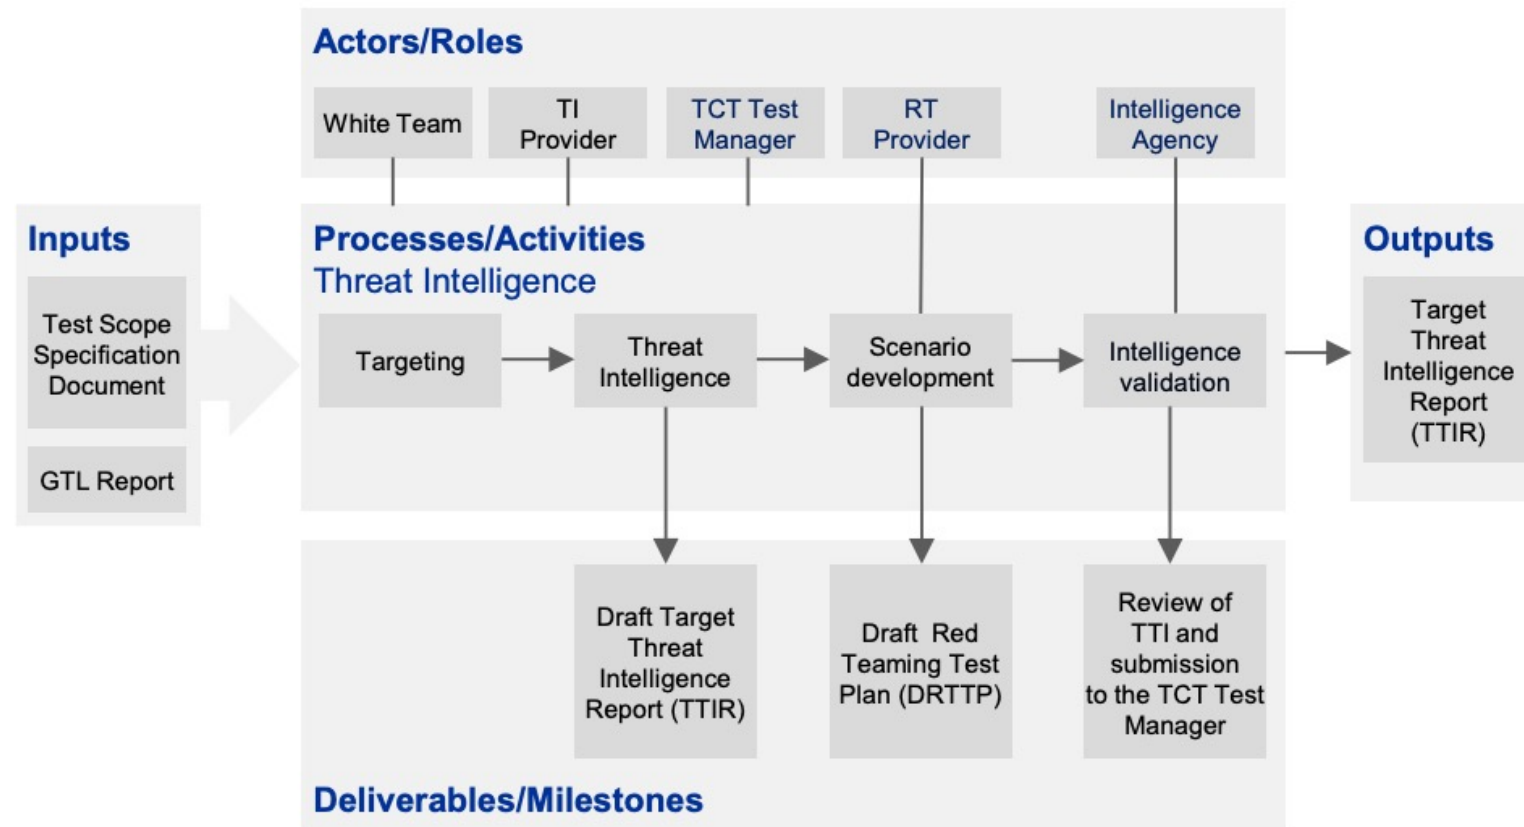 Actors/Roles
White Team
TI
Provider
TCT Test
Manager
RT
Provider
Intelligence
Agency
Inputs
Test Scope
Specification
Document
GTL Report
Processes/Activities
Threat Intelligence
Targeting
Threat
Intelligence
Scenario
development
Intelligence
validation
Outputs
Target
Threat
Intelligence
Report
(TTIR)
Draft Target
Threat
Intelligence
Report (TTIR)
Draft Red
Teaming Test
Plan (DRTTP)
Review of
TTI and
submission
to the TCT Test
Manager
Deliverables/Milestones